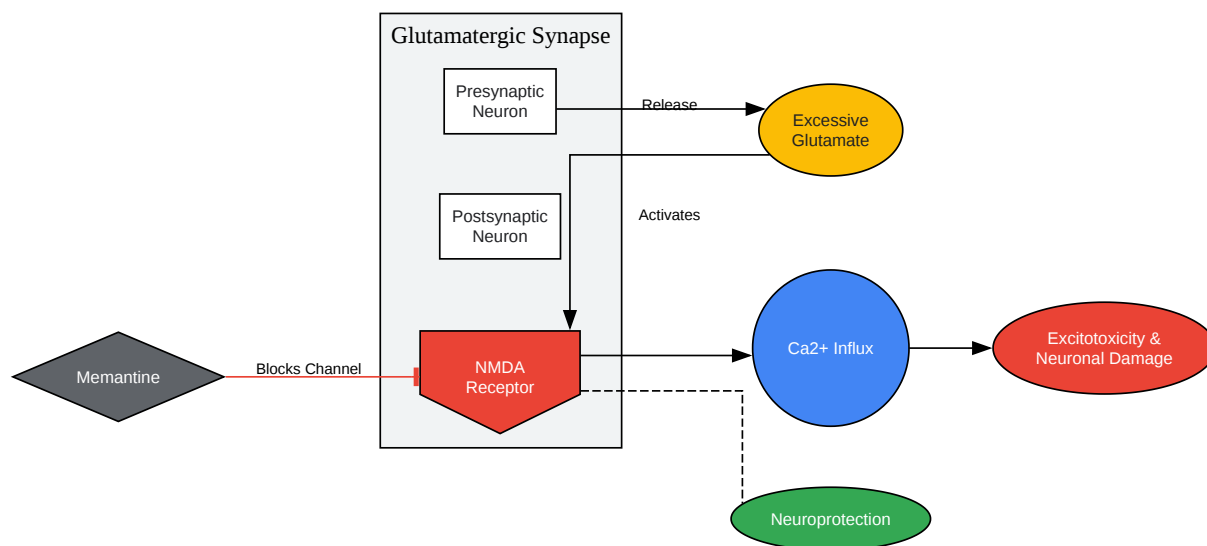 Glutamatergic Synapse
Presynaptic
Neuron
Release
Excessive
Glutamate
Postsynaptic
Neuron
Activates
Memantine
Blocks Channel
NMDA
Receptor
Ca2+ Influx
Excitotoxicity &
Neuronal Damage
Neuroprotection